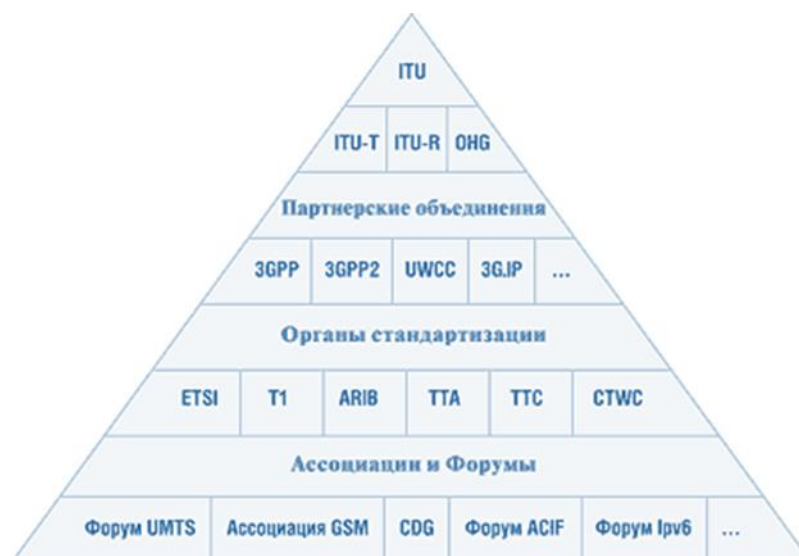 ITU
ITU-T ITU-R OHG
Партнерские объединения
3GPP 3GPP2 UWCC 3G.IP ...
Органы стандартизации
ETSI T1 ARIB TTA TTC CTWC
Ассоциации и Форумы
Форум UMTS Ассоциация GSM CDG Форум ACIF Форум Ipv6 ...